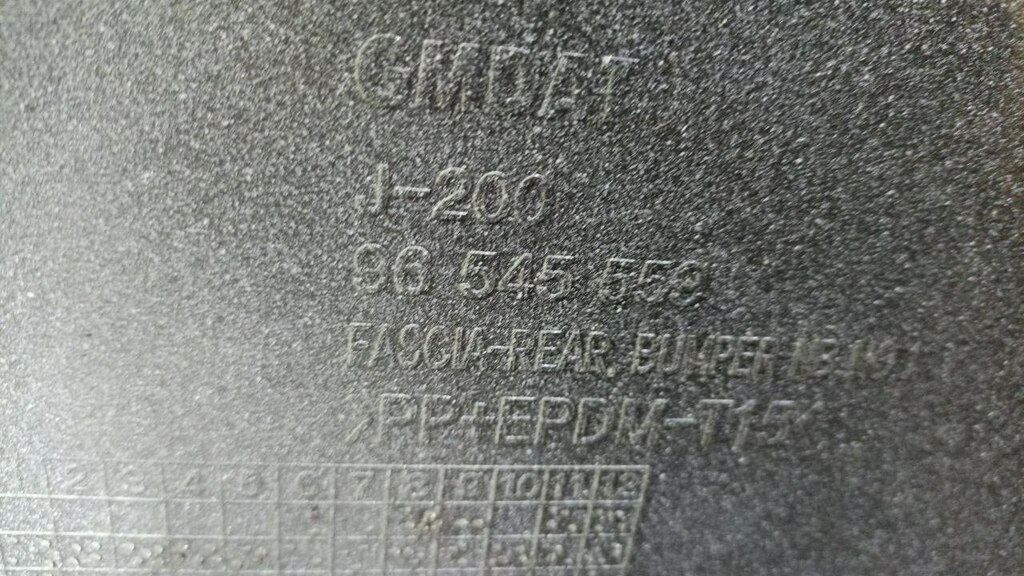 GMDAT
J-200
96 545 559
FASCIA-REAR, BUMPER
>PP+EPDM-T15<
2 3 4 5 6 7 8 9 10 11 12